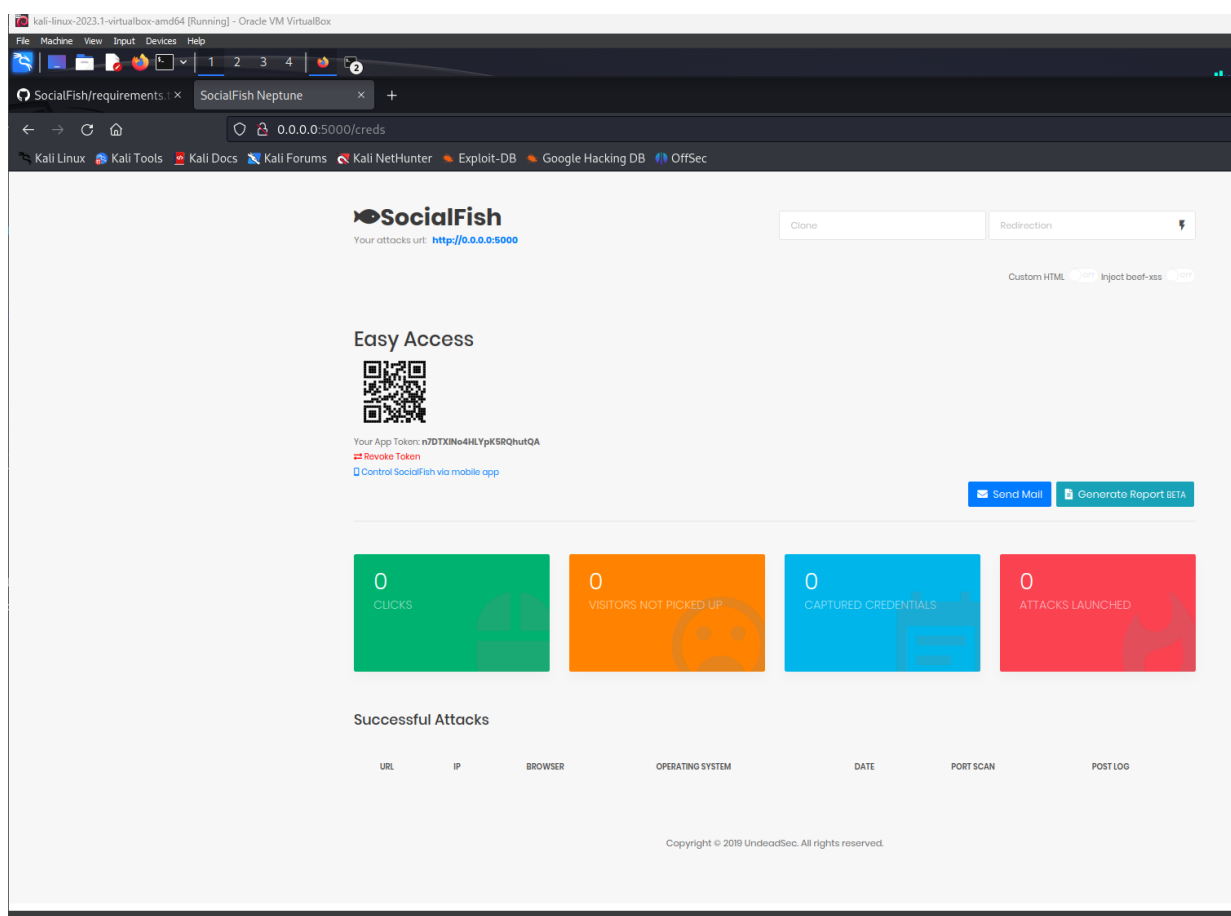 kali-linux-2023.1-virtualbox-amd64 [Running] - Oracle VM VirtualBox
File Machine View Input Devices Help
1 2 3 4 2
SocialFish/requirements.t × SocialFish Neptune × +
0.0.0.0:5000/creds
Kali Linux Kali Tools Kali Docs Kali Forums Kali NetHunter Exploit-DB Google Hacking DB OffSec
SocialFish
Your attacks url: http://0.0.0.0:5000
Clone Redirection
Custom HTML Off Inject beef-xss Off
Easy Access
Your App Token: n7DTXINo4HLYpK5RQhutQA
Revoke Token
Control SocialFish via mobile app
Send Mail Generate Report BETA
0 0 0 0
CLICKS VISITORS NOT PICKED UP CAPTURED CREDENTIALS ATTACKS LAUNCHED
Successful Attacks
URL IP BROWSER OPERATING SYSTEM DATE PORT SCAN POST LOG
Copyright © 2019 UndeadSec. All rights reserved.